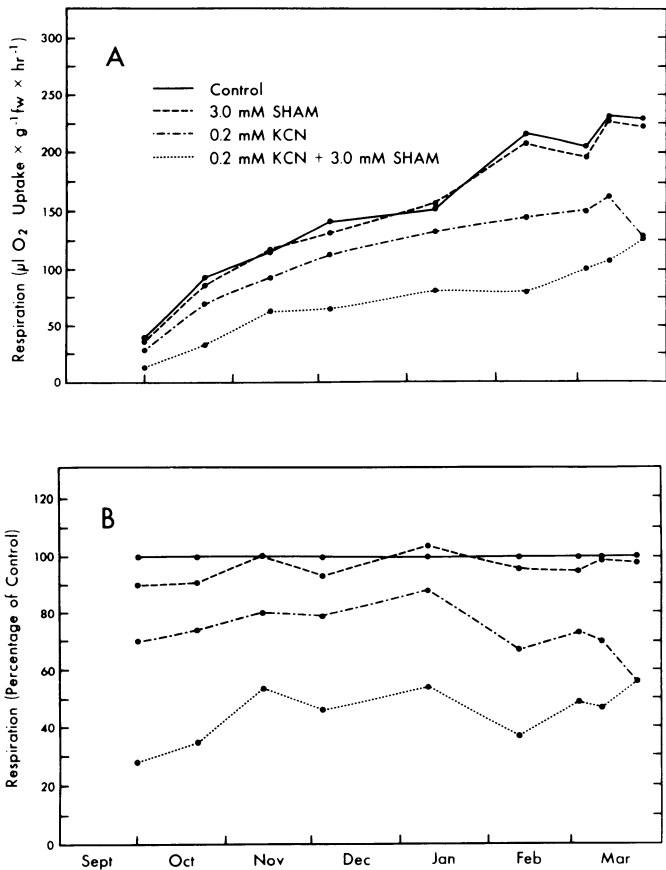 A
Control
3.0 mM SHAM
0.2 mM KCN
0.2 mM KCN + 3.0 mM SHAM
Respiration (µl O2 Uptake × g-1fw × hr-1)
300
250
200
150
100
50
0
B
Respiration (Percentage of Control)
120
100
80
60
40
20
0
Sept Oct Nov Dec Jan Feb Mar